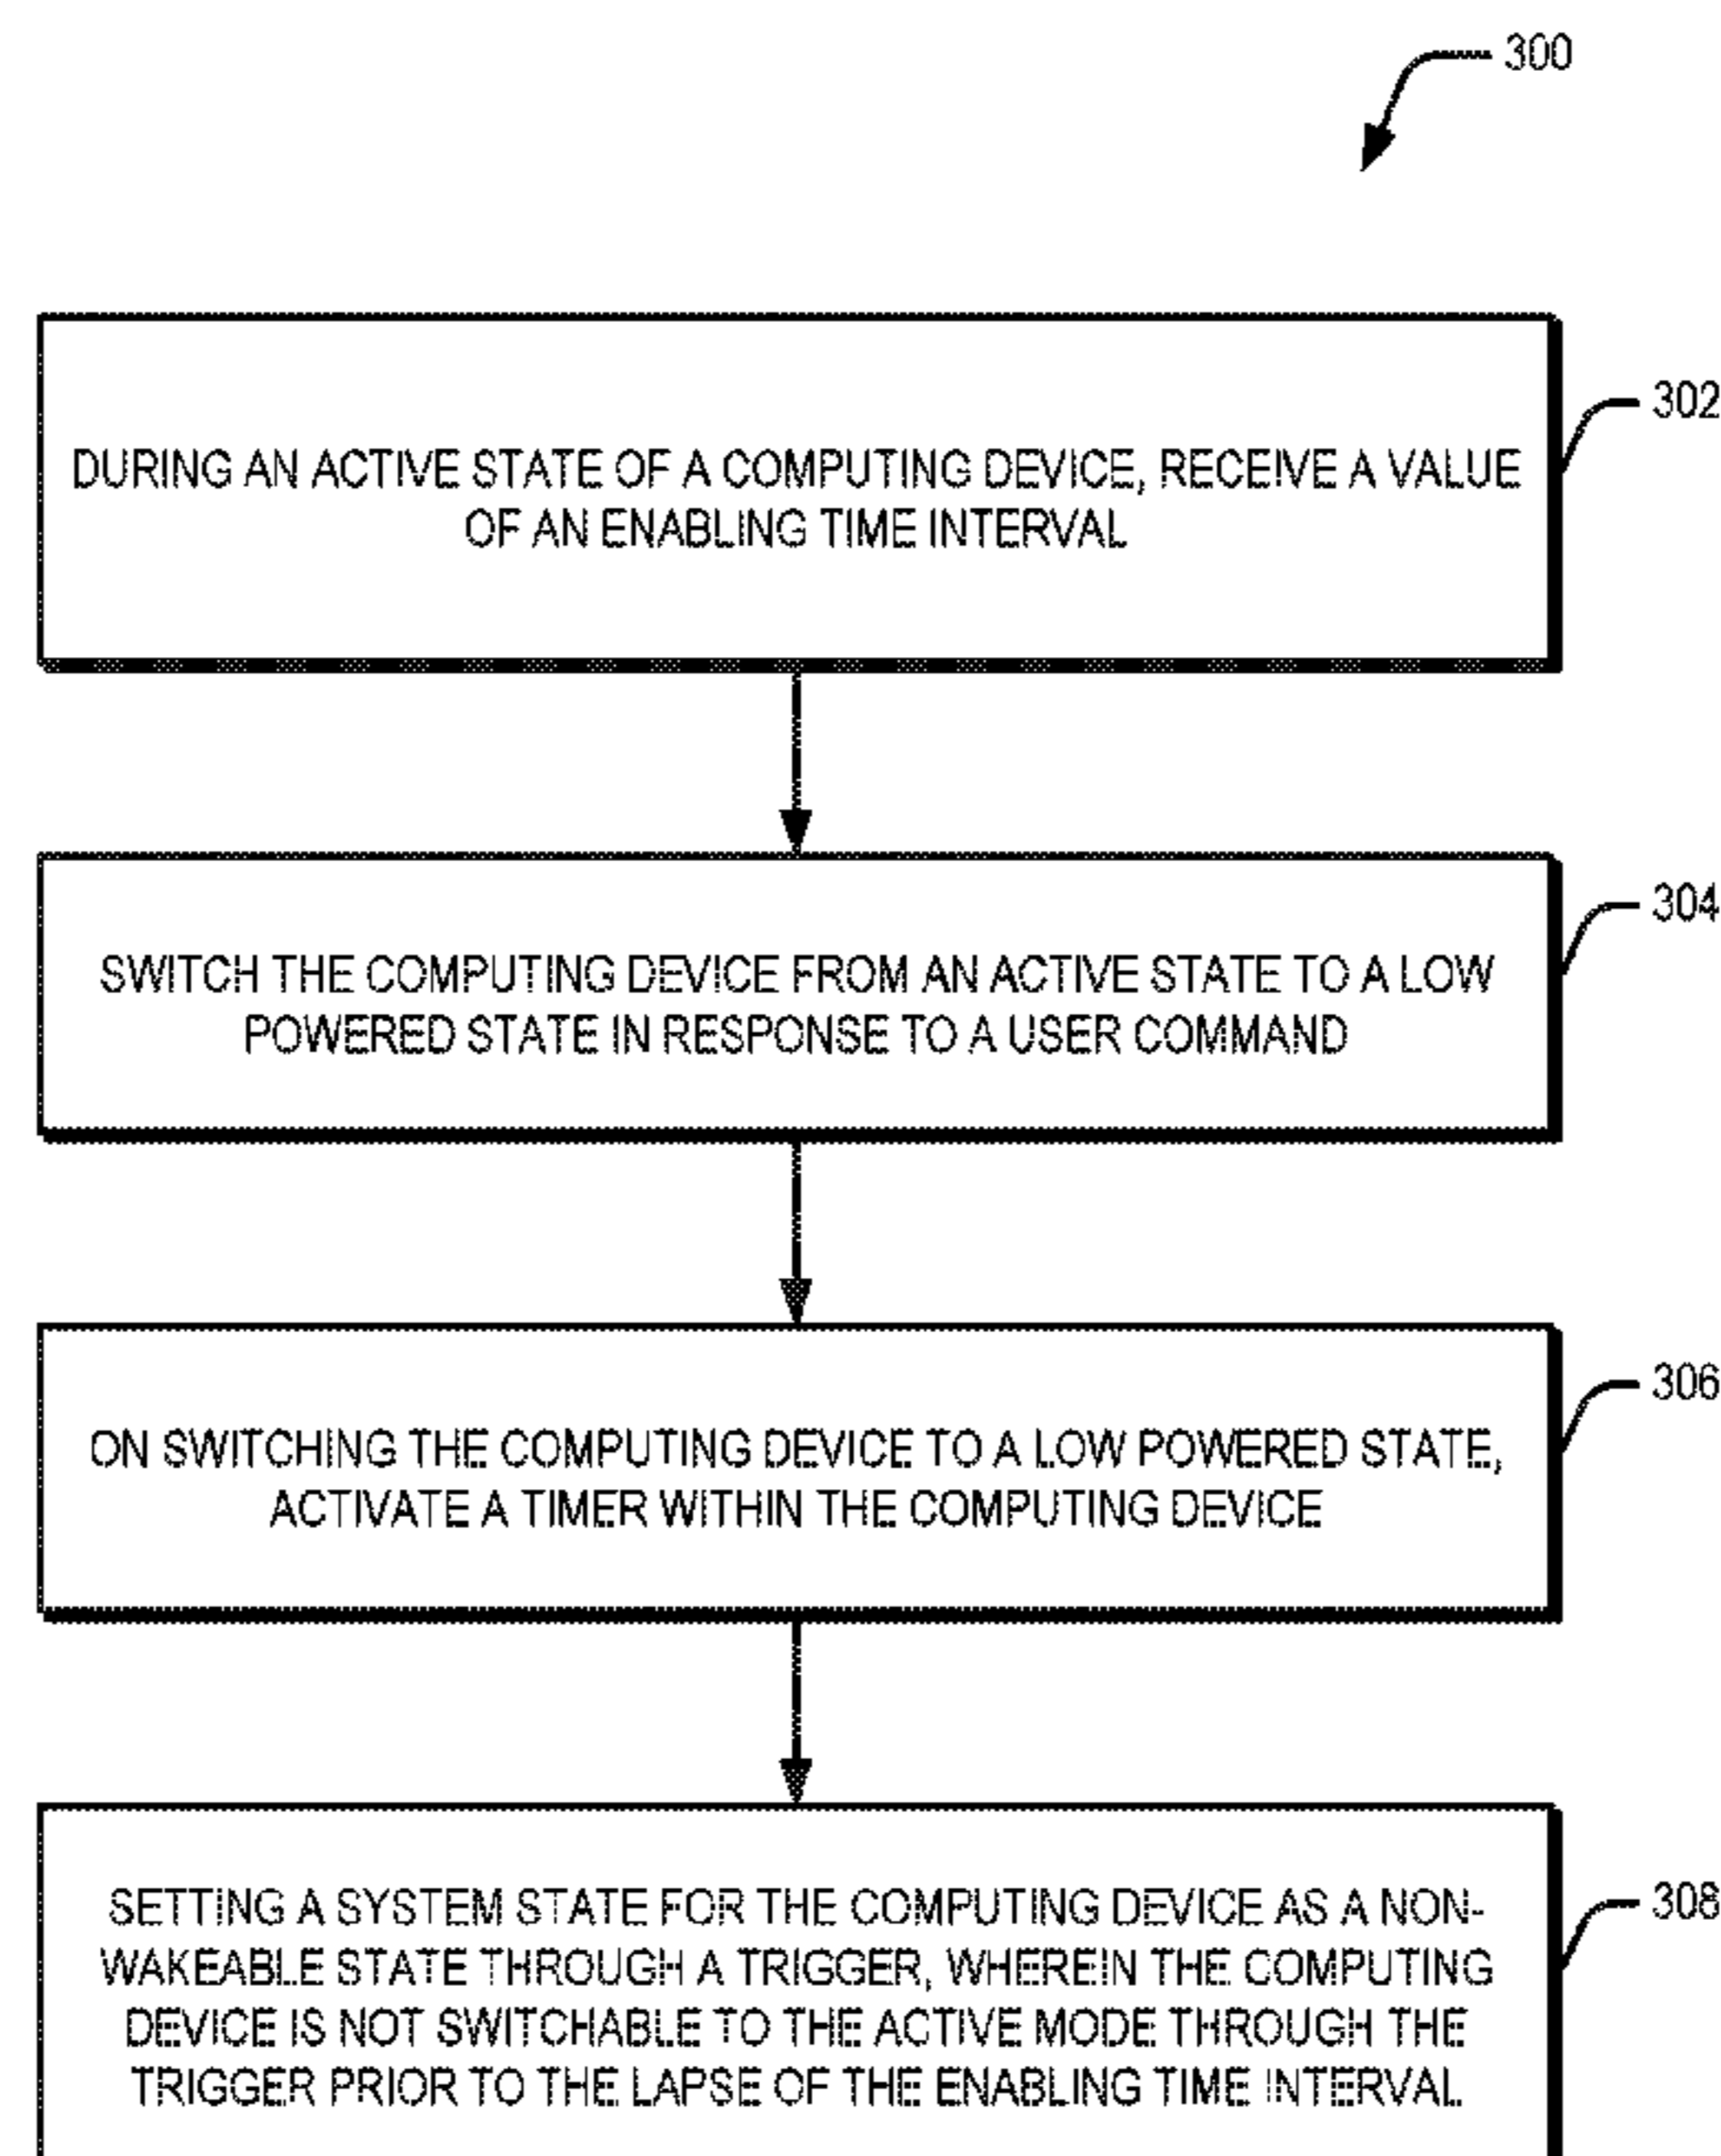 300
302
DURING AN ACTIVE STATE OF A COMPUTING DEVICE, RECEIVE A VALUE
OF AN ENABLING TIME INTERVAL
304
SWITCH THE COMPUTING DEVICE FROM AN ACTIVE STATE TO A LOW
POWERED STATE IN RESPONSE TO A USER COMMAND
306
ON SWITCHING THE COMPUTING DEVICE TO A LOW POWERED STATE,
ACTIVATE A TIMER WITHIN THE COMPUTING DEVICE
308
SETTING A SYSTEM STATE FOR THE COMPUTING DEVICE AS A NON-
WAKEABLE STATE THROUGH A TRIGGER, WHEREIN THE COMPUTING
DEVICE IS NOT SWITCHABLE TO THE ACTIVE MODE THROUGH THE
TRIGGER PRIOR TO THE LAPSE OF THE ENABLING TIME INTERVAL